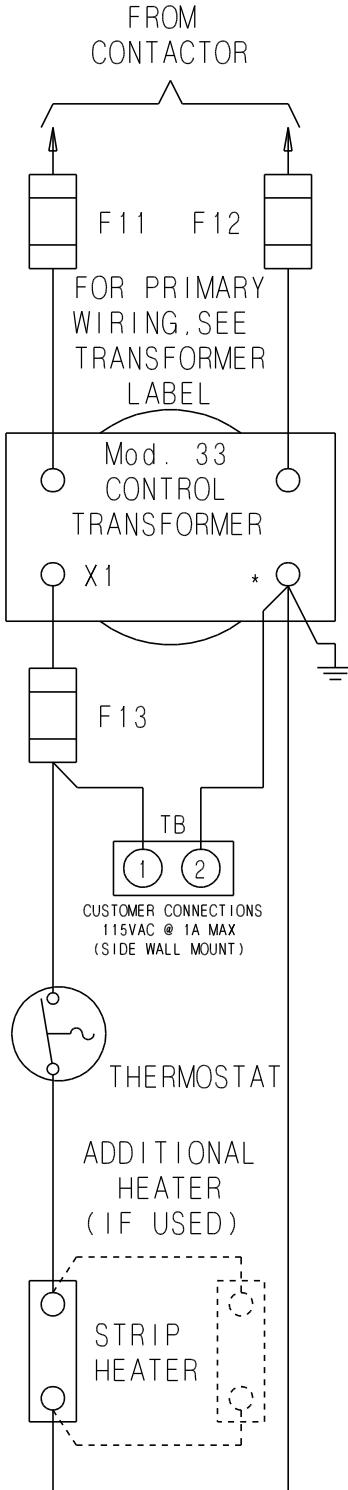 FROM
CONTACTOR
F11 F12
FOR PRIMARY
WIRING, SEE
TRANSFORMER
LABEL
Mod. 33
CONTROL
TRANSFORMER
X1 *
F13
TB
1 2
CUSTOMER CONNECTIONS
115VAC @ 1A MAX
(SIDE WALL MOUNT)
THERMOSTAT
ADDITIONAL
HEATER
(IF USED)
STRIP
HEATER